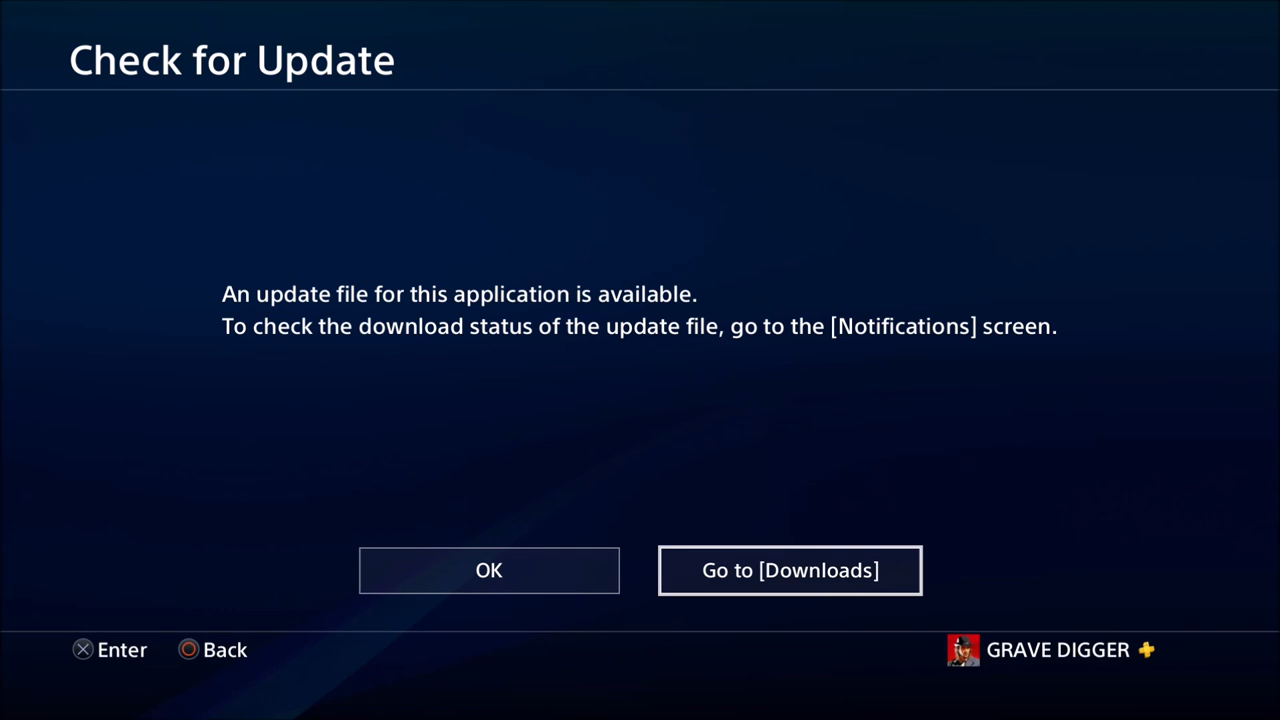 Check for Update
An update file for this application is available.
To check the download status of the update file, go to the [Notifications] screen.
OK
Go to [Downloads]
Enter
Back
GRAVE DIGGER